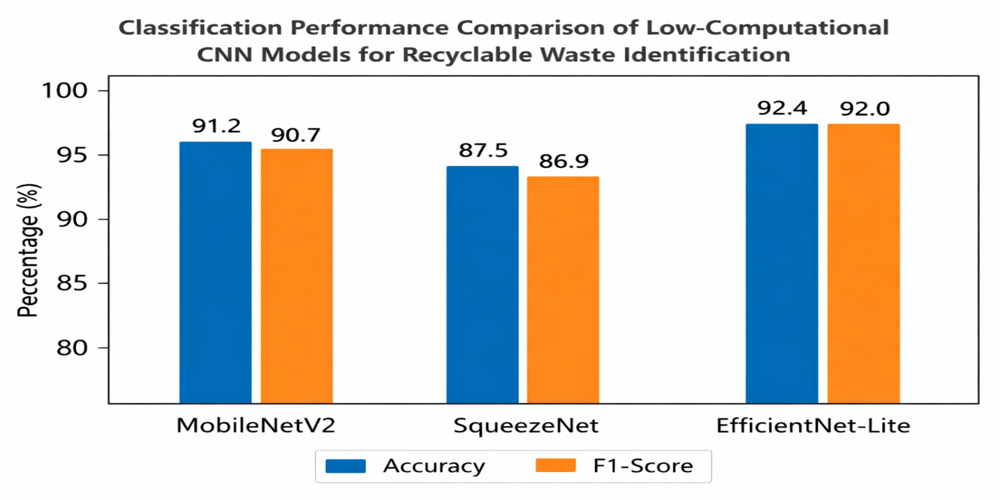 Classification Performance Comparison of Low-Computational
CNN Models for Recyclable Waste Identification
Peccentage (%)
100
95
90
85
80
91.2
90.7
87.5
86.9
92.4
92.0
MobileNetV2
SqueezeNet
EfficientNet-Lite
Accuracy
F1-Score